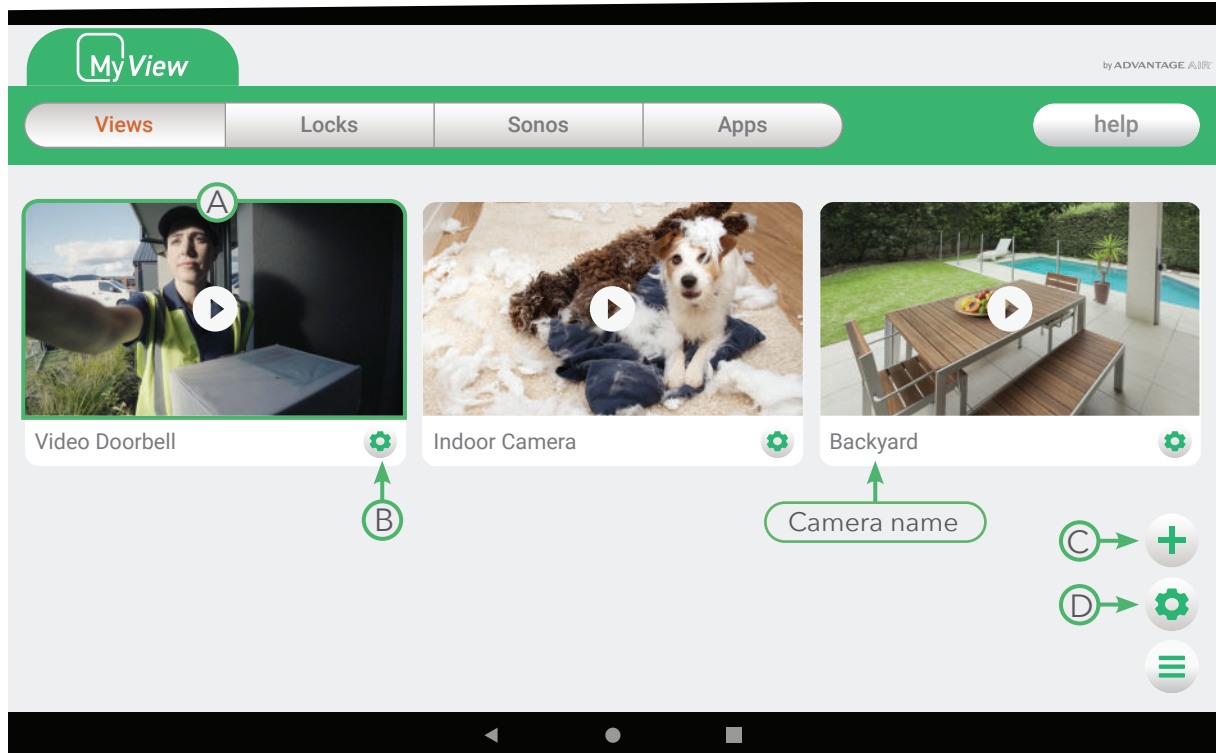 MyView
by ADVANTAGE AIR
Views Locks Sonos Apps help
A
Video Doorbell Indoor Camera Backyard
B
Camera name
C
D